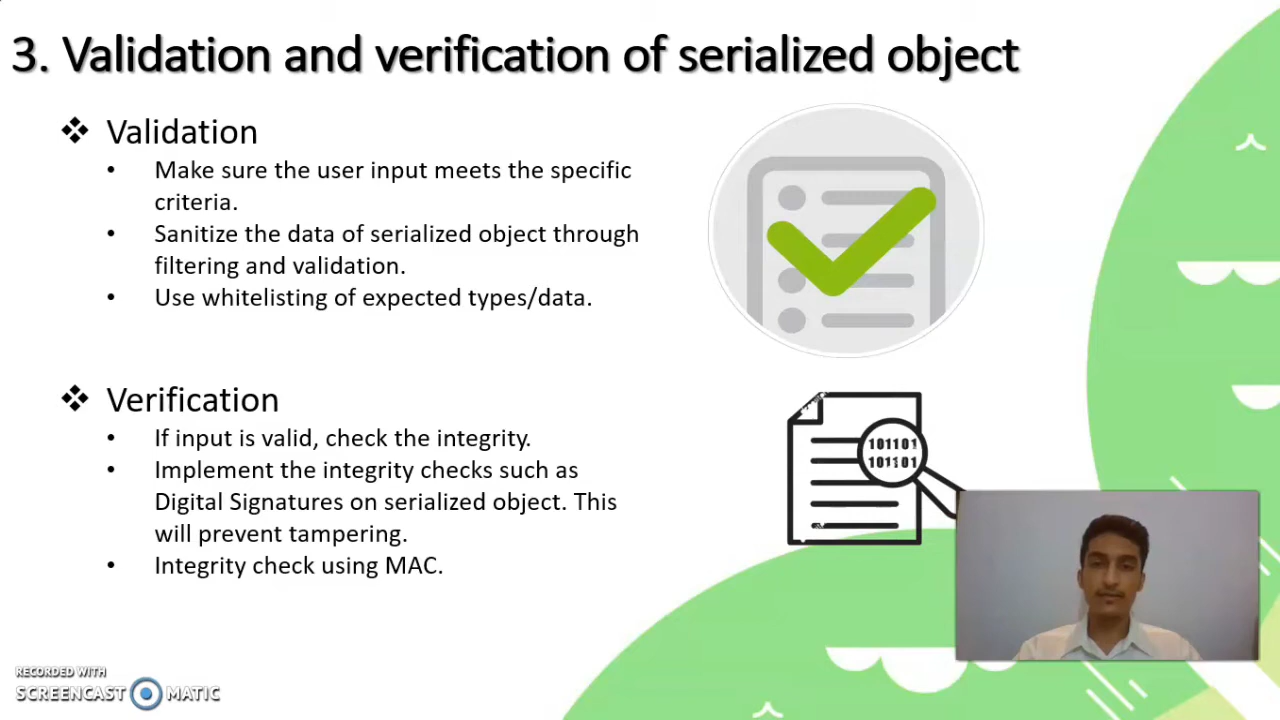 3. Validation and verification of serialized object
❖ Validation
• Make sure the user input meets the specific
criteria.
• Sanitize the data of serialized object through
filtering and validation.
• Use whitelisting of expected types/data.
❖ Verification
• If input is valid, check the integrity.
• Implement the integrity checks such as
Digital Signatures on serialized object. This
will prevent tampering.
• Integrity check using MAC.
101101
101101
RECORDED WITH
SCREENCAST MATIC